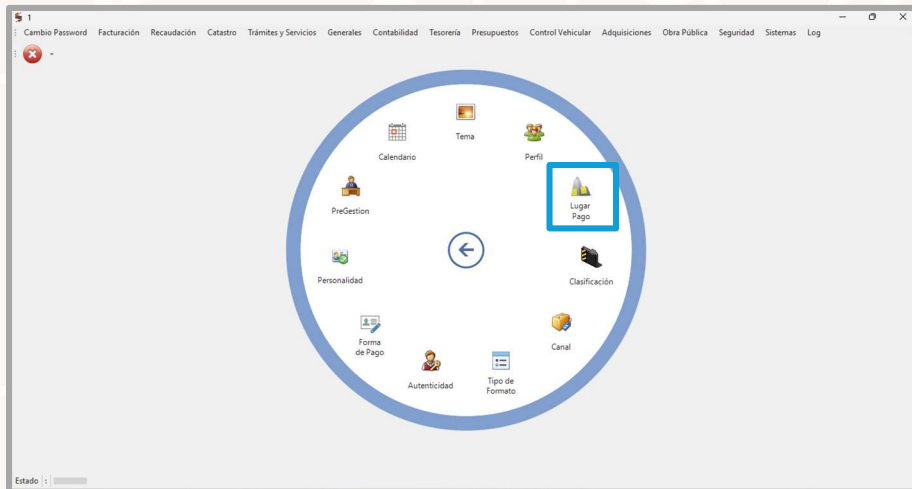 1
Cambio Password Facturación Recaudación Catastro Trámites y Servicios Generales Contabilidad Tesorería Presupuestos Control Vehicular Adquisiciones Obra Pública Seguridad Sistemas Log
Tema
Calendario
Perfil
PreGestion
Lugar
Pago
Personalidad
Clasificación
Forma
de Pago
Canal
Autenticidad
Tipo de
Formato
Estado :